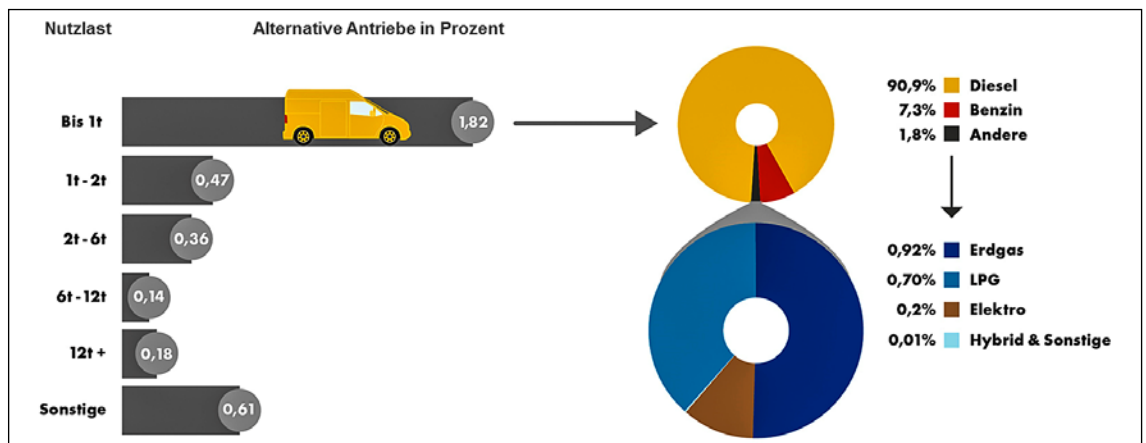 Nutzlast
Alternative Antriebe in Prozent
Bis 1t
1,82
1t - 2t
0,47
2t - 6t
0,36
6t - 12t
0,14
12t +
0,18
Sonstige
0,61
90,9% Diesel
7,3% Benzin
1,8% Andere
0,92% Erdgas
0,70% LPG
0,2% Elektro
0,01% Hybrid & Sonstige